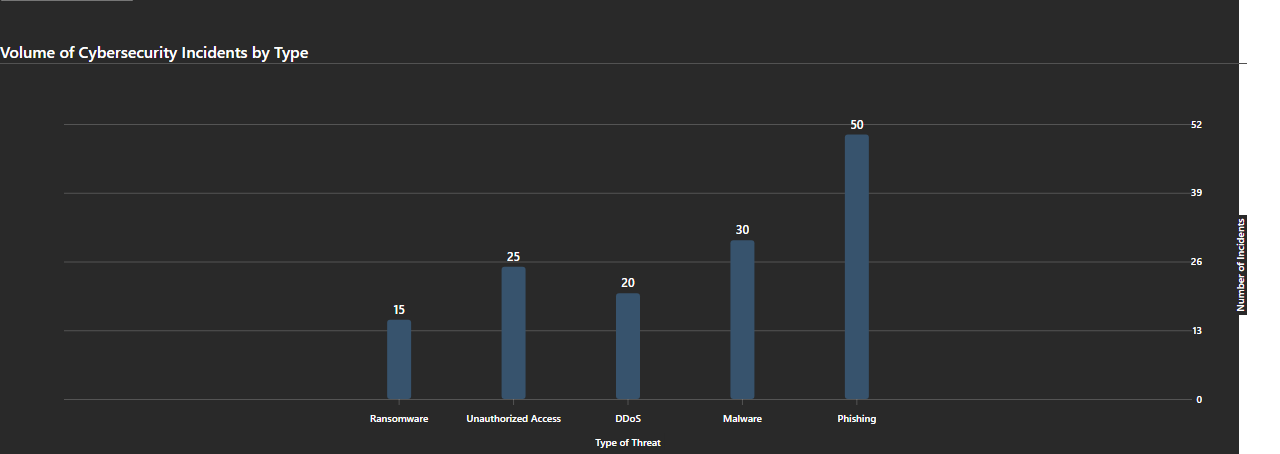 Volume of Cybersecurity Incidents by Type
50
52
39
30
25
26
20
15
13
0
Number of Incidents
Ransomware
Unauthorized Access
DDoS
Malware
Phishing
Type of Threat